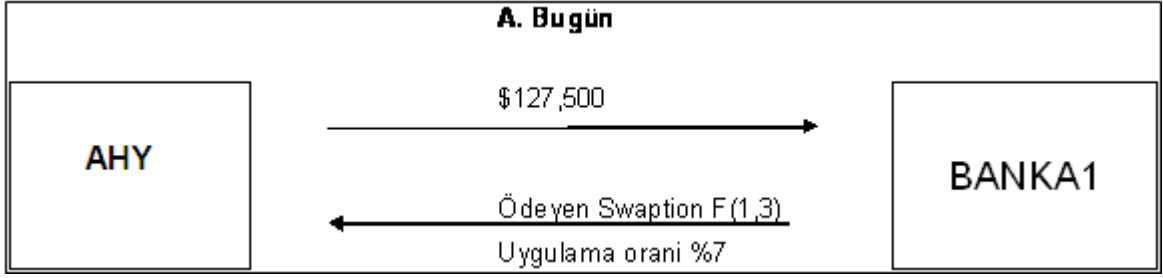 A. Bugün
$127,500
AHY
BANKA1
Ödeyen Swaption F(1,3)
Uygulama orani %7